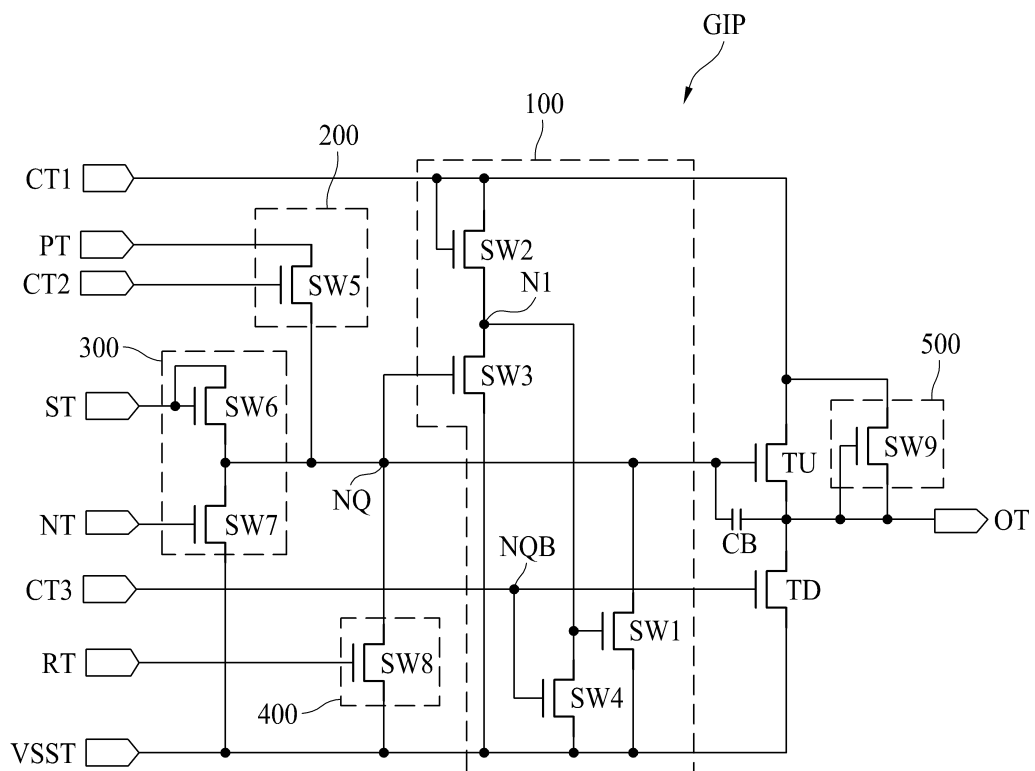 GIP
100
200
CT1
PT
SW2
CT2
SW5
N1
300
SW3
500
ST
SW6
SW9
TU
NQ
NT
SW7
OT
CB
NQB
CT3
TD
SW1
RT
SW8
SW4
400
VSST